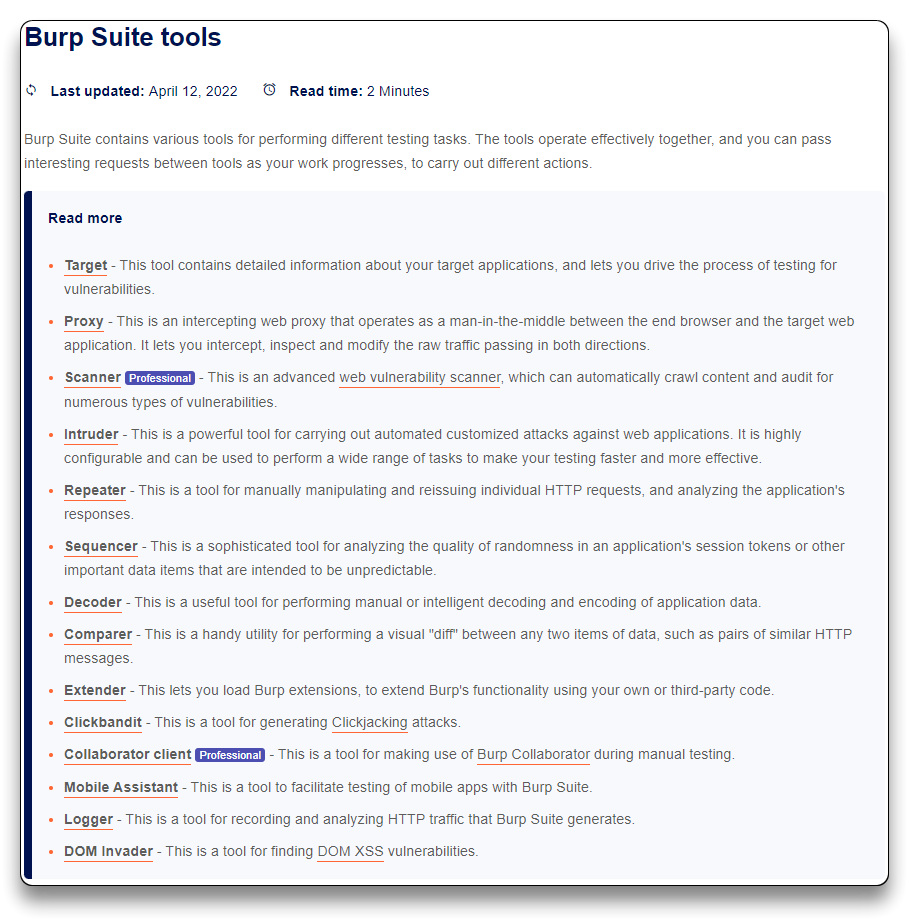 Burp Suite tools
Last updated: April 12, 2022 Read time: 2 Minutes
Burp Suite contains various tools for performing different testing tasks. The tools operate effectively together, and you can pass
interesting requests between tools as your work progresses, to carry out different actions.
Read more
• Target - This tool contains detailed information about your target applications, and lets you drive the process of testing for
vulnerabilities.
• Proxy - This is an intercepting web proxy that operates as a man-in-the-middle between the end browser and the target web
application. It lets you intercept, inspect and modify the raw traffic passing in both directions.
• Scanner Professional - This is an advanced web vulnerability scanner, which can automatically crawl content and audit for
numerous types of vulnerabilities.
• Intruder - This is a powerful tool for carrying out automated customized attacks against web applications. It is highly
configurable and can be used to perform a wide range of tasks to make your testing faster and more effective.
• Repeater - This is a tool for manually manipulating and reissuing individual HTTP requests, and analyzing the application's
responses.
• Sequencer - This is a sophisticated tool for analyzing the quality of randomness in an application's session tokens or other
important data items that are intended to be unpredictable.
• Decoder - This is a useful tool for performing manual or intelligent decoding and encoding of application data.
• Comparer - This is a handy utility for performing a visual "diff" between any two items of data, such as pairs of similar HTTP
messages.
• Extender - This lets you load Burp extensions, to extend Burp's functionality using your own or third-party code.
• Clickbandit - This is a tool for generating Clickjacking attacks.
• Collaborator client Professional - This is a tool for making use of Burp Collaborator during manual testing.
• Mobile Assistant - This is a tool to facilitate testing of mobile apps with Burp Suite.
• Logger - This is a tool for recording and analyzing HTTP traffic that Burp Suite generates.
• DOM Invader - This is a tool for finding DOM XSS vulnerabilities.